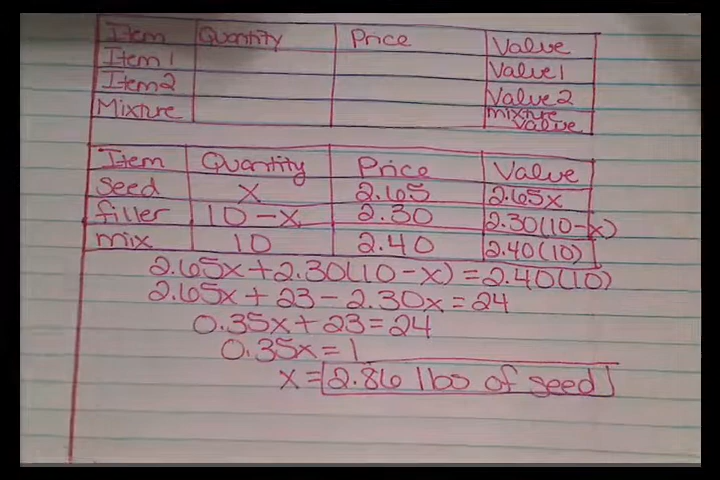 Item Quantity Price Value
Item 1 Value 1
Item 2 Value 2
Mixture mixture value
Item Quantity Price Value
seed x 2.65 2.65x
filler 10-x 2.30 2.30(10-x)
mix 10 2.40 2.40(10)
2.65x+2.30(10-x)=2.40(10)
2.65x+23-2.30x=24
0.35x+23=24
0.35x=1
x=2.86 lbs of seed